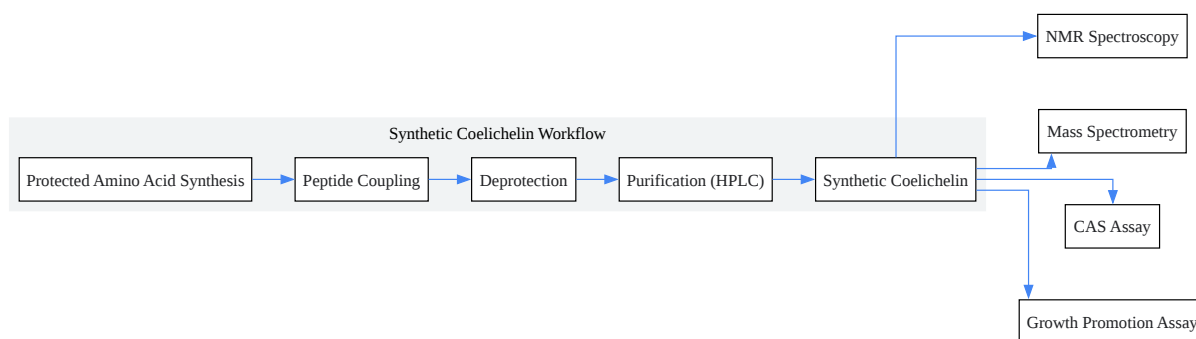 NMR Spectroscopy
Mass Spectrometry
Synthetic Coelichelin Workflow
Protected Amino Acid Synthesis
Peptide Coupling
Deprotection
Purification (HPLC)
Synthetic Coelichelin
CAS Assay
Growth Promotion Assay